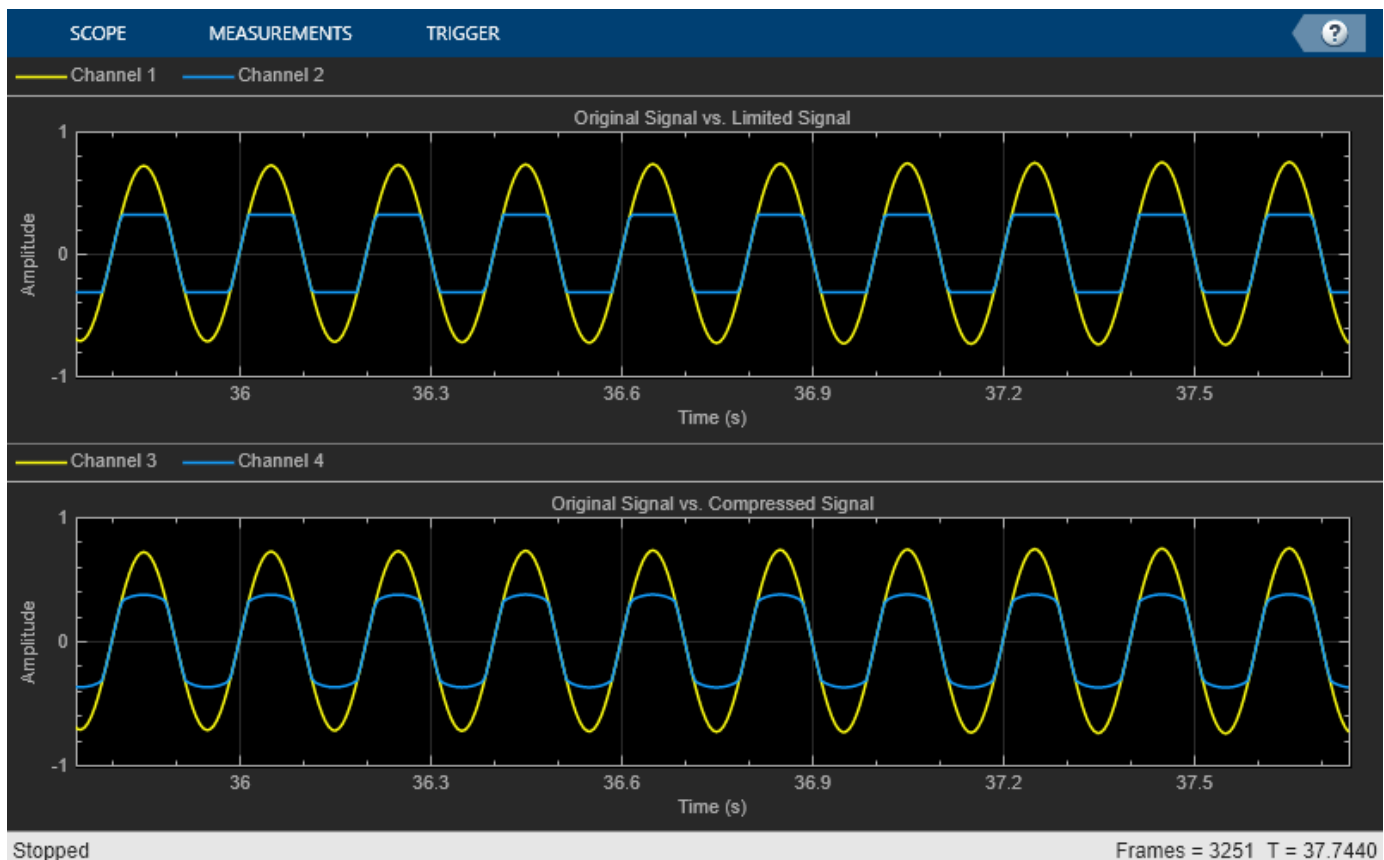 SCOPE MEASUREMENTS TRIGGER ?
Channel 1 Channel 2
Original Signal vs. Limited Signal
1
0
-1
Amplitude
36 36.3 36.6 36.9 37.2 37.5
Time (s)
Channel 3 Channel 4
Original Signal vs. Compressed Signal
1
0
-1
Amplitude
36 36.3 36.6 36.9 37.2 37.5
Time (s)
Stopped Frames = 3251 T = 37.7440